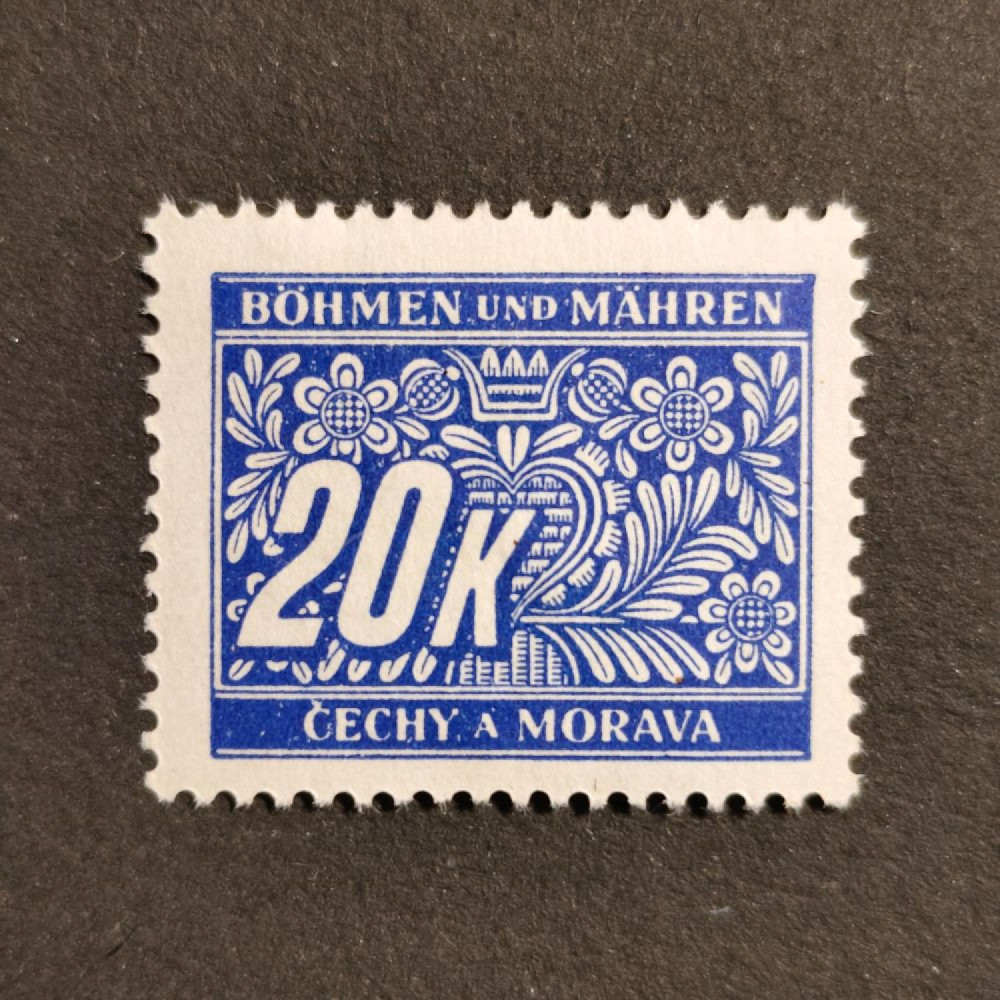 BÖHMEN UND MÄHREN
20K
ČECHY A MORAVA